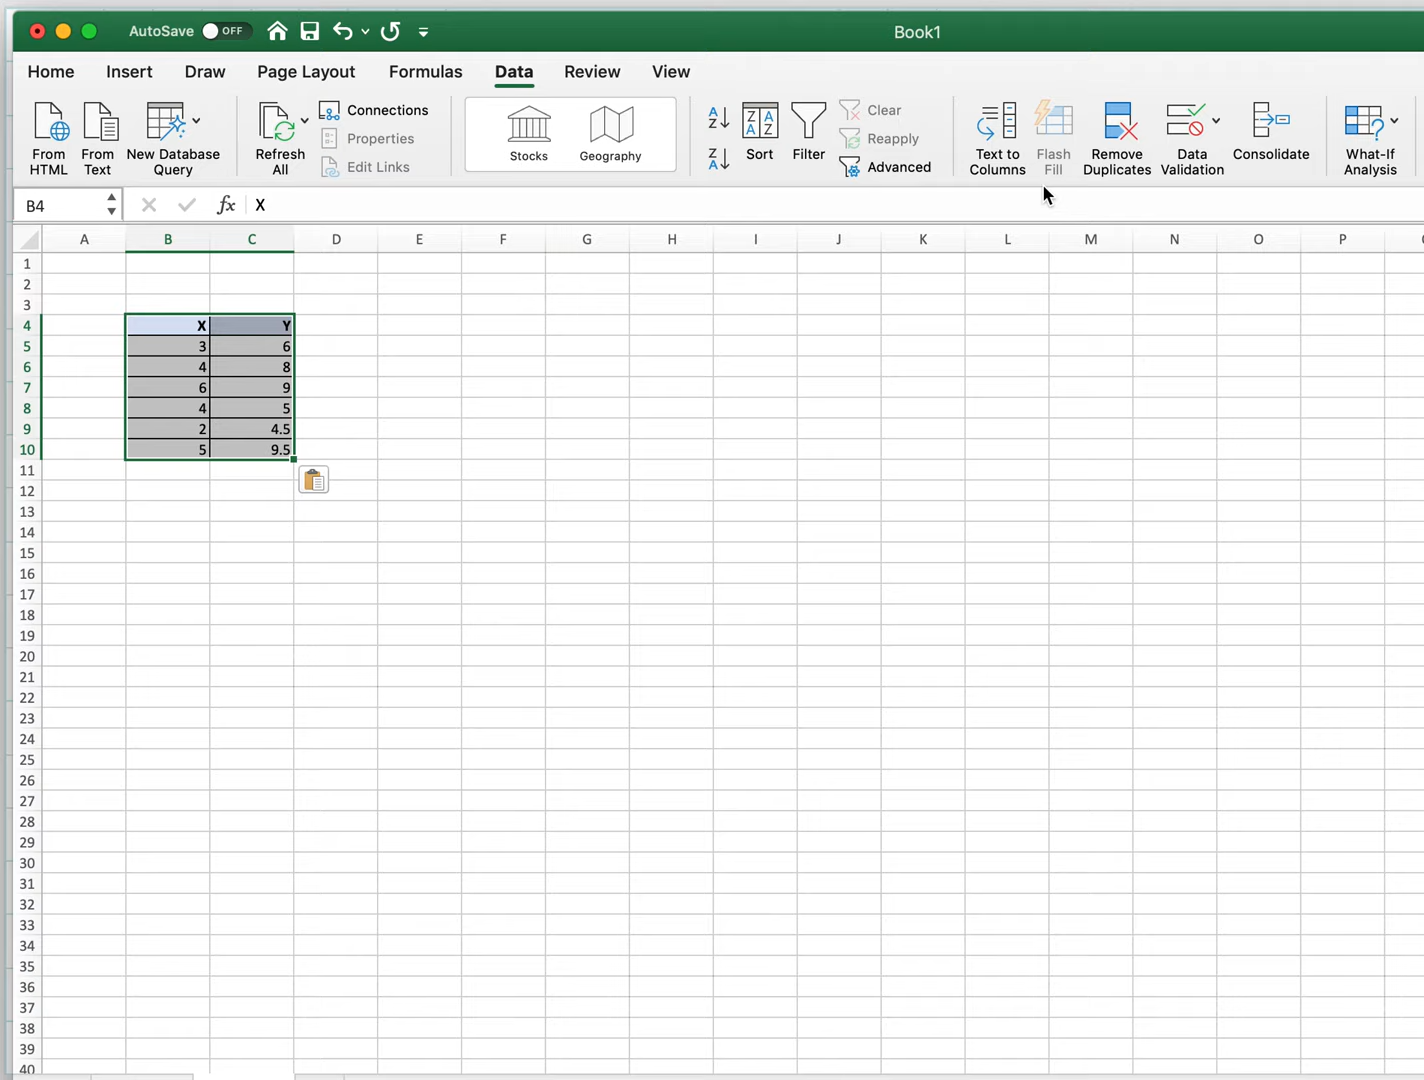 AutoSave OFF Book1
Home Insert Draw Page Layout Formulas Data Review View
From HTML From Text New Database Query Refresh All Connections Properties Edit Links Stocks Geography A Z Z A Z A A Z Sort Filter Clear Reapply Advanced Text to Columns Flash Fill Remove Duplicates Data Validation Consolidate What-If Analysis ?
B4 fx X
A B C D E F G H I J K L M N O P
1
2
3
4 X Y
5 3 6
6 4 8
7 6 9
8 4 5
9 2 4.5
10 5 9.5
11
12
13
14
15
16
17
18
19
20
21
22
23
24
25
26
27
28
29
30
31
32
33
34
35
36
37
38
39
40